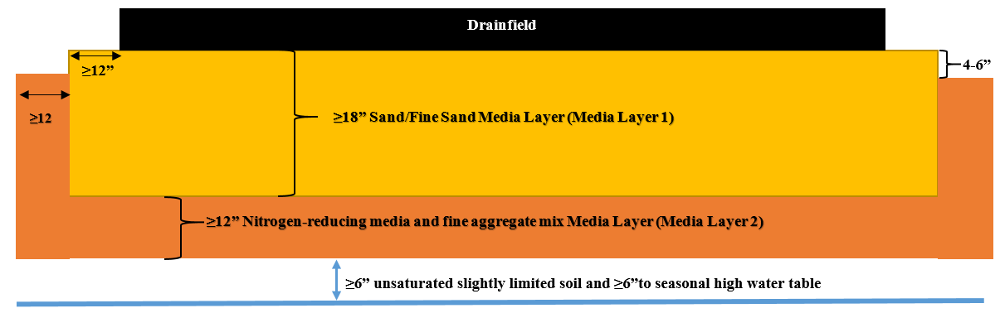 Drainfield
≥12”
4-6”
≥12
≥18” Sand/Fine Sand Media Layer (Media Layer 1)
≥12” Nitrogen-reducing media and fine aggregate mix Media Layer (Media Layer 2)
≥6” unsaturated slightly limited soil and ≥6”to seasonal high water table